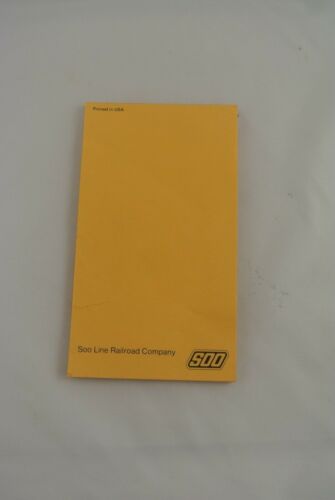 Printed in USA
Soo Line Railroad Company
SOO